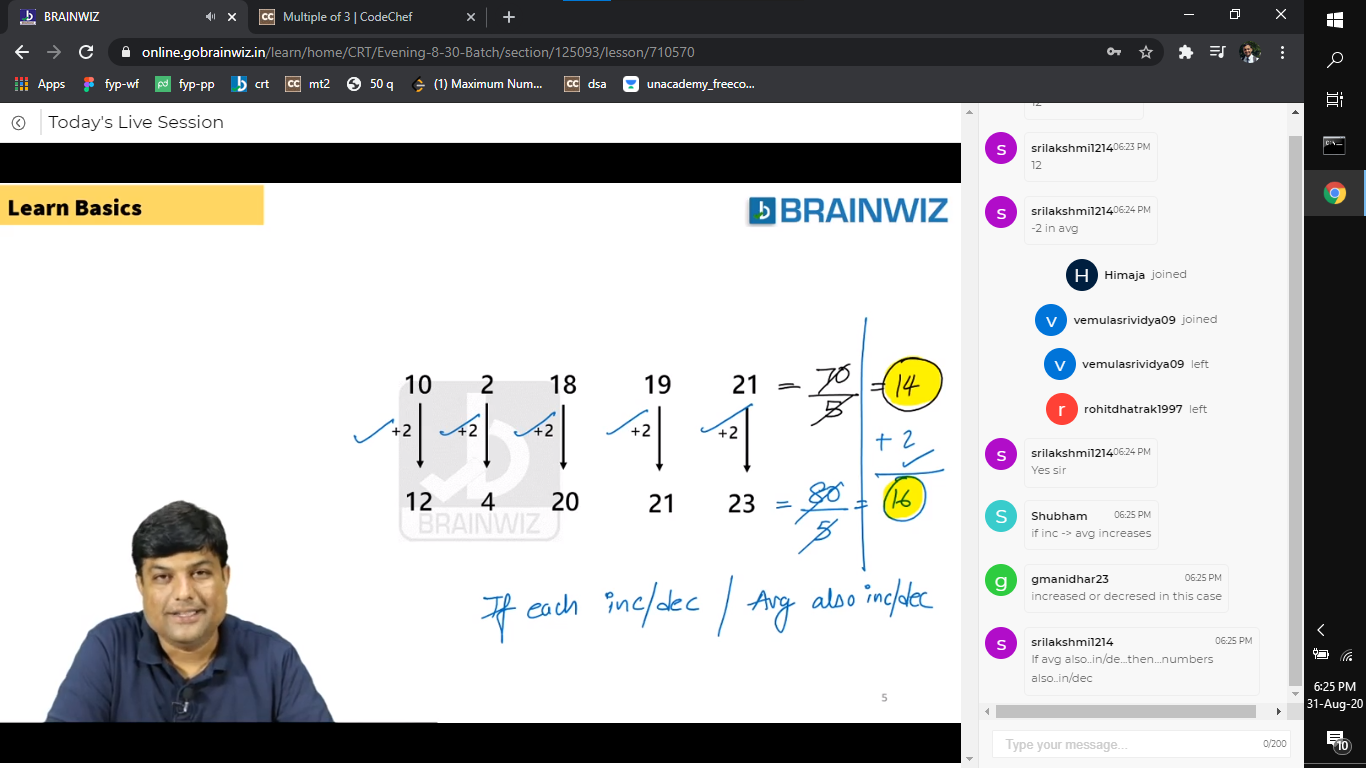 BRAINWIZ
Multiple of 3 | CodeChef
online.gobrainwiz.in/learn/home/CRT/Evening-8-30-Batch/section/125093/lesson/710570
Apps fyp-wf fyp-pp crt mt2 50 q (1) Maximum Num... dsa unacademy_freeco...
Today's Live Session
Learn Basics
BRAINWIZ
10 2 18 19 21 = 70/5 = 14
+2 +2 +2 +2 +2 + 2
12 4 20 21 23 = 80/5 = 16
BRAINWIZ
If each inc/dec / Avg also inc/dec
5
srilakshmi1214 06:23 PM
12
srilakshmi1214 06:24 PM
-2 in avg
H Himaja joined
v vemulasrividya09 joined
v vemulasrividya09 left
r rohitdhatrak1997 left
srilakshmi1214 06:24 PM
Yes sir
Shubham 06:25 PM
if inc -> avg increases
gmanidhar23 06:25 PM
increased or decresed in this case
srilakshmi1214 06:25 PM
If avg also..in/de...then...numbers
also..in/dec
Type your message... 0/200
6:25 PM
31-Aug-20
10